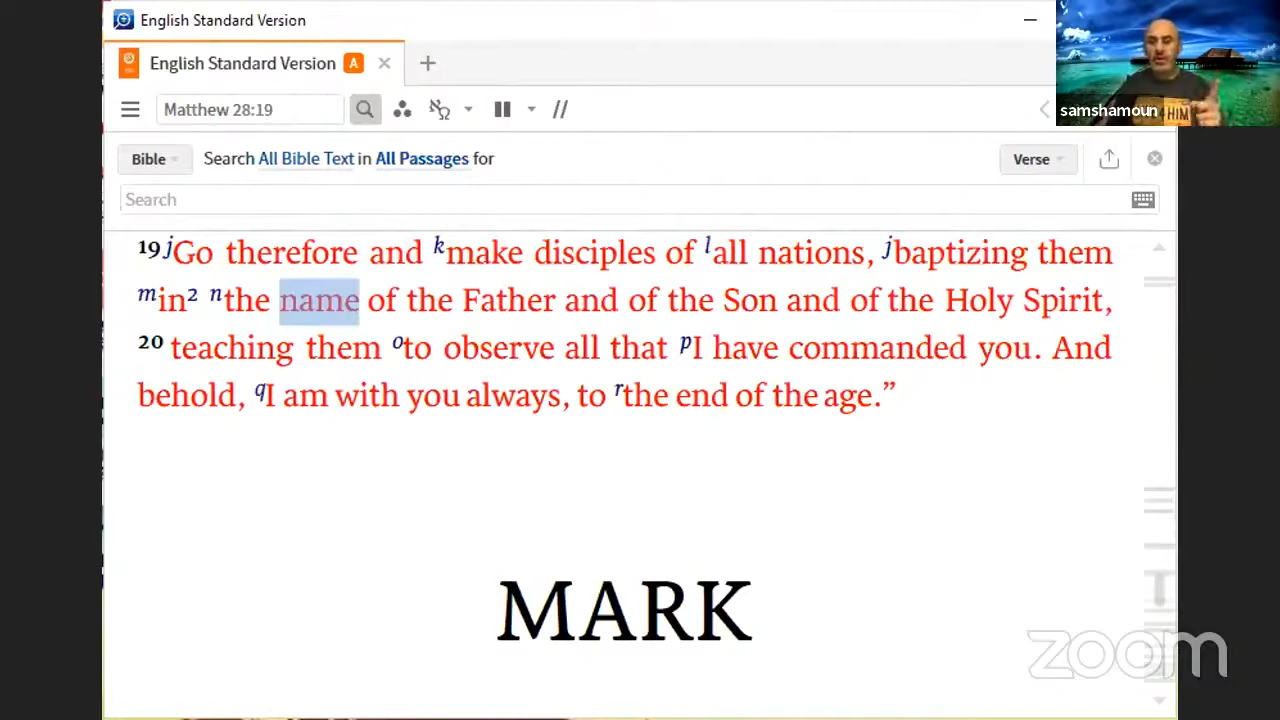 English Standard Version
English Standard Version A
Matthew 28:19
Bible Search All Bible Text in All Passages for Verse
Search
19 j Go therefore and k make disciples of l all nations, j baptizing them
m in 2 n the name of the Father and of the Son and of the Holy Spirit,
20 teaching them o to observe all that p I have commanded you. And
behold, q I am with you always, to r the end of the age.”
MARK
samshamoun
HIM
zoom